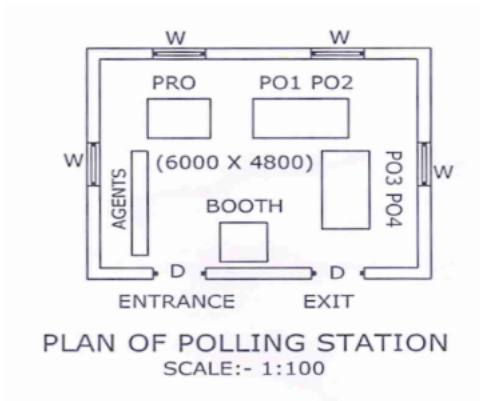 W W
PRO PO1 PO2
W (6000 X 4800) W
AGENTS
PO3 PO4
BOOTH
D D
ENTRANCE EXIT
PLAN OF POLLING STATION
SCALE:- 1:100